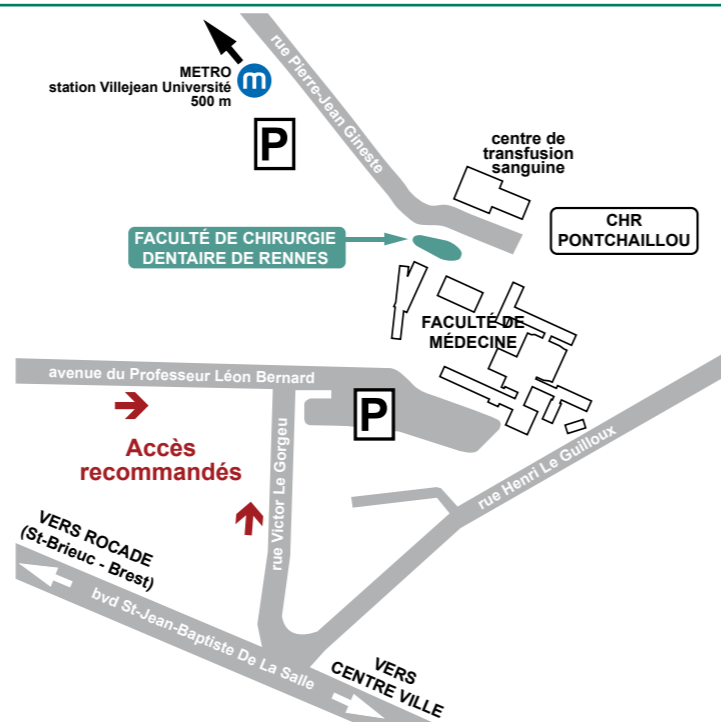 rue Pierre-Jean Gineste
METRO
station Villejean Université
500 m
m
P
centre de
transfusion
sanguine
CHR
PONTCHAILLOU
FACULTÉ DE CHIRURGIE
DENTAIRE DE RENNES
FACULTÉ DE
MÉDECINE
avenue du Professeur Léon Bernard
P
Accès
recommandés
rue Victor Le Gorgeu
rue Henri Le Guilloux
VERS ROCADE
(St-Brieuc - Brest)
bvd St-Jean-Baptiste De La Salle
VERS
CENTRE VILLE